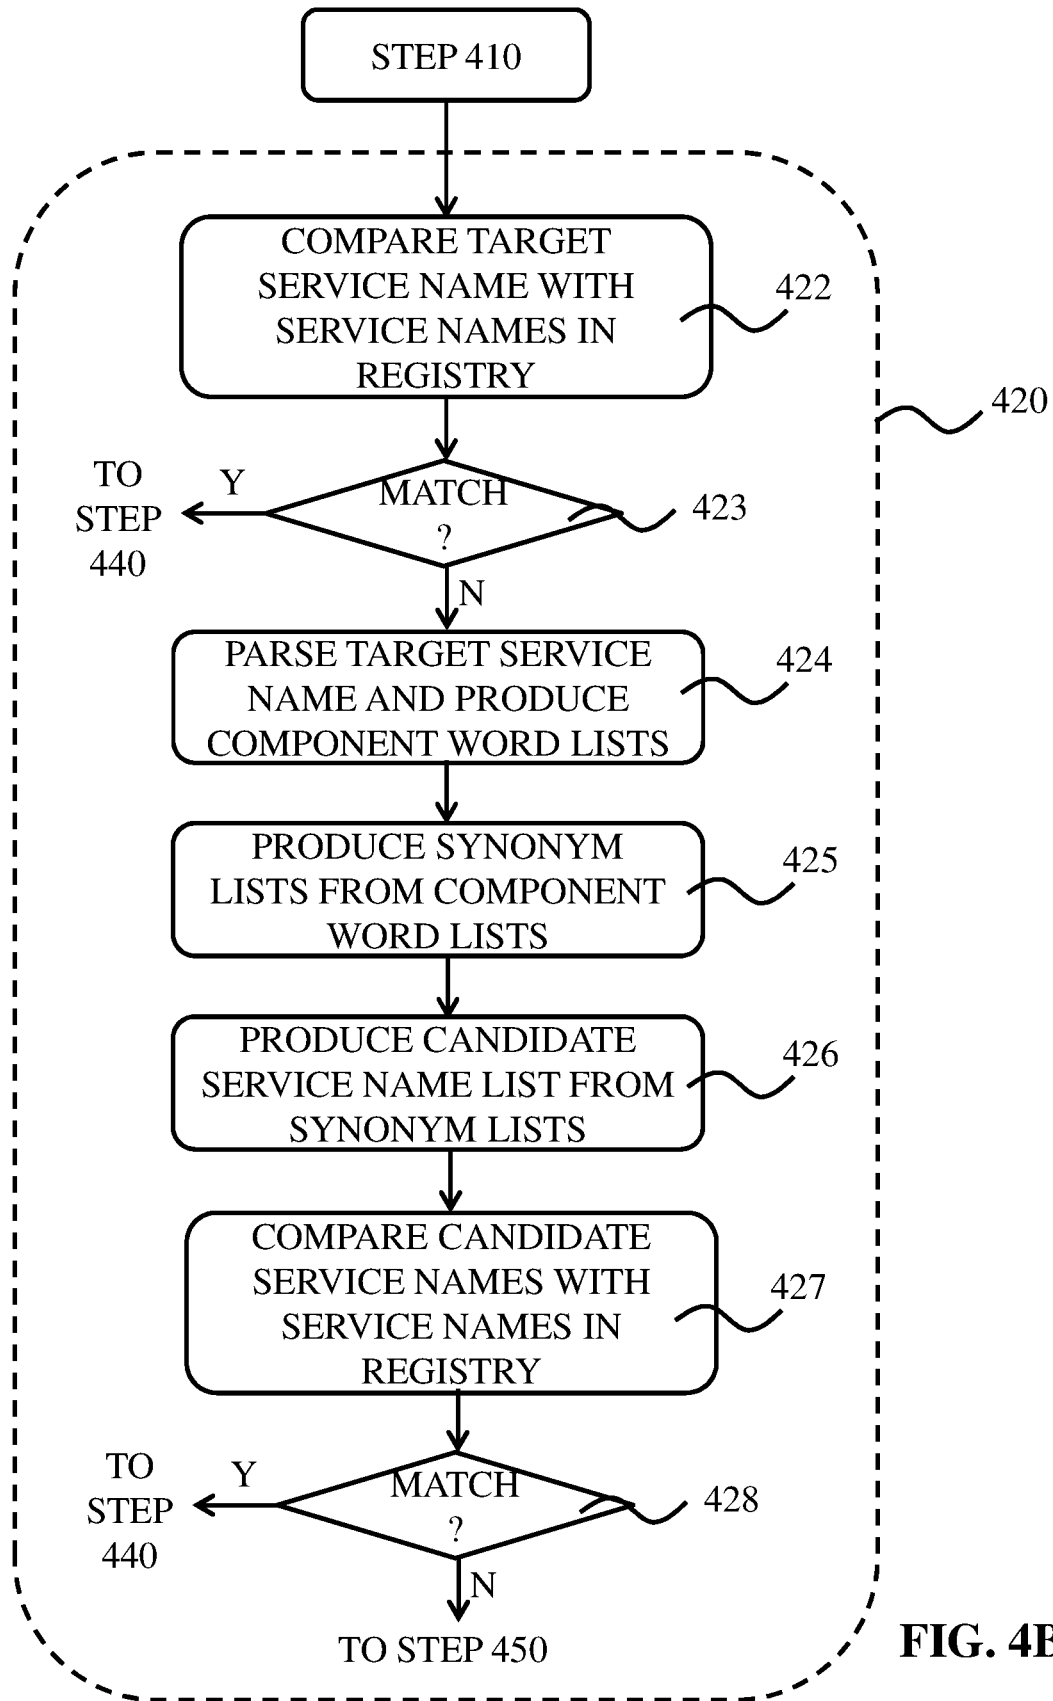 STEP 410
COMPARE TARGET
SERVICE NAME WITH
SERVICE NAMES IN
REGISTRY
422
420
TO
STEP
440
Y
MATCH
?
423
N
PARSE TARGET SERVICE
NAME AND PRODUCE
COMPONENT WORD LISTS
424
PRODUCE SYNONYM
LISTS FROM COMPONENT
WORD LISTS
425
PRODUCE CANDIDATE
SERVICE NAME LIST FROM
SYNONYM LISTS
426
COMPARE CANDIDATE
SERVICE NAMES WITH
SERVICE NAMES IN
REGISTRY
427
TO
STEP
440
Y
MATCH
?
428
N
TO STEP 450
FIG. 4B